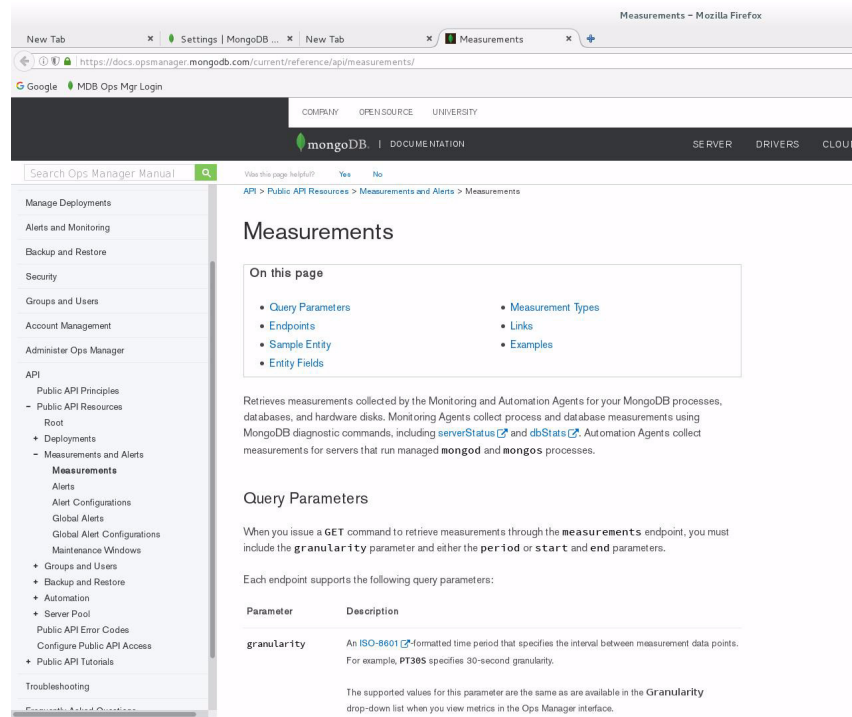 Measurements - Mozilla Firefox
New Tab
Settings | MongoDB ...
New Tab
Measurements
https://docs.opsmanager.mongodb.com/current/reference/api/measurements/
Google
MDB Ops Mgr Login
COMPANY OPEN SOURCE UNIVERSITY
mongoDB. | DOCUMENTATION
SERVER DRIVERS CLOU
Search Ops Manager Manual
Was this page helpful? Yes No
API > Public API Resources > Measurements and Alerts > Measurements
Manage Deployments
Alerts and Monitoring
Backup and Restore
Security
Groups and Users
Account Management
Administer Ops Manager
API
Public API Principles
- Public API Resources
Root
+ Deployments
- Measurements and Alerts
Measurements
Alerts
Alert Configurations
Global Alerts
Global Alert Configurations
Maintenance Windows
+ Groups and Users
+ Backup and Restore
+ Automation
+ Server Pool
Public API Error Codes
Configure Public API Access
+ Public API Tutorials
Troubleshooting
Frequently Asked Questions
Measurements
On this page
• Query Parameters
• Endpoints
• Sample Entity
• Entity Fields
• Measurement Types
• Links
• Examples
Retrieves measurements collected by the Monitoring and Automation Agents for your MongoDB processes,
databases, and hardware disks. Monitoring Agents collect process and database measurements using
MongoDB diagnostic commands, including serverStatus and dbStats. Automation Agents collect
measurements for servers that run managed mongod and mongos processes.
Query Parameters
When you issue a GET command to retrieve measurements through the measurements endpoint, you must
include the granularity parameter and either the period or start and end parameters.
Each endpoint supports the following query parameters:
Parameter Description
granularity An ISO-8601-formatted time period that specifies the interval between measurement data points.
For example, PT30S specifies 30-second granularity.
The supported values for this parameter are the same as are available in the Granularity
drop-down list when you view metrics in the Ops Manager interface.